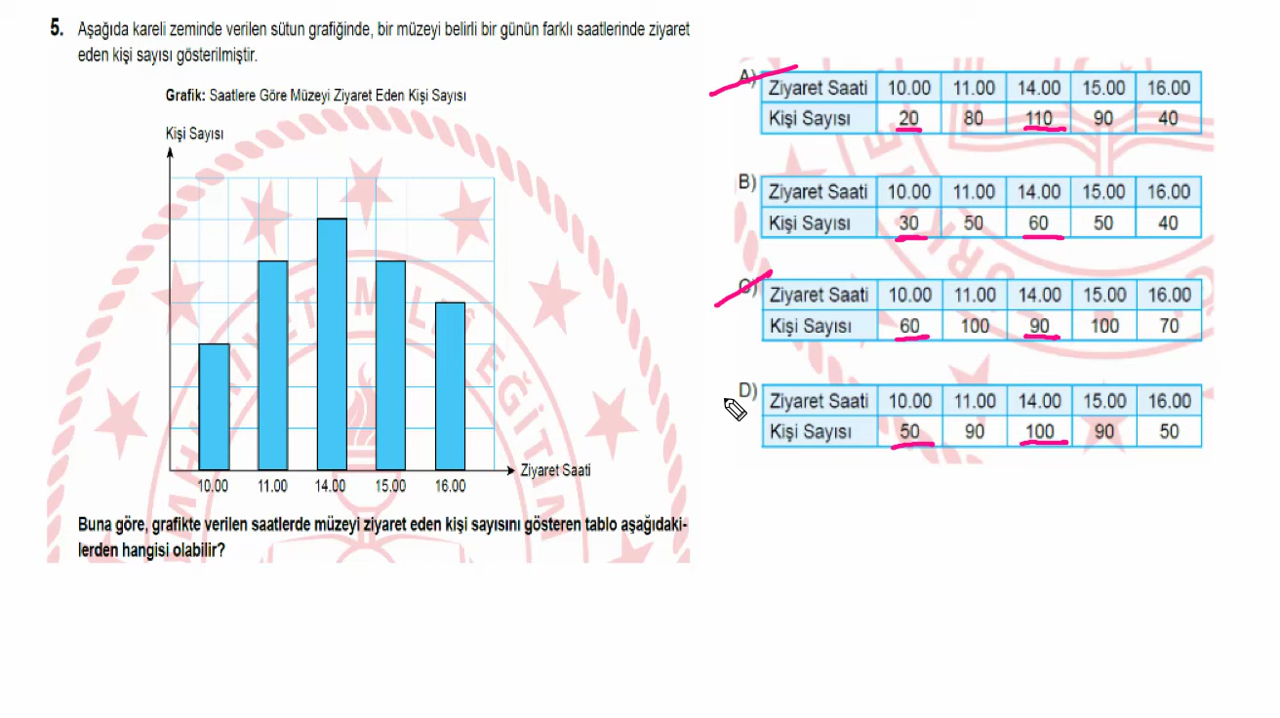 5. Aşağıda kareli zeminde verilen sütun grafiğinde, bir müzeyi belirli bir günün farklı saatlerinde ziyaret
eden kişi sayısı gösterilmiştir.
Grafik: Saatlere Göre Müzeyi Ziyaret Eden Kişi Sayısı
Kişi Sayısı
Ziyaret Saati
10.00 11.00 14.00 15.00 16.00
Buna göre, grafikte verilen saatlerde müzeyi ziyaret eden kişi sayısını gösteren tablo aşağıdaki-
lerden hangisi olabilir?
A) Ziyaret Saati 10.00 11.00 14.00 15.00 16.00
Kişi Sayısı 20 80 110 90 40
B) Ziyaret Saati 10.00 11.00 14.00 15.00 16.00
Kişi Sayısı 30 50 60 50 40
C) Ziyaret Saati 10.00 11.00 14.00 15.00 16.00
Kişi Sayısı 60 100 90 100 70
D) Ziyaret Saati 10.00 11.00 14.00 15.00 16.00
Kişi Sayısı 50 90 100 90 50